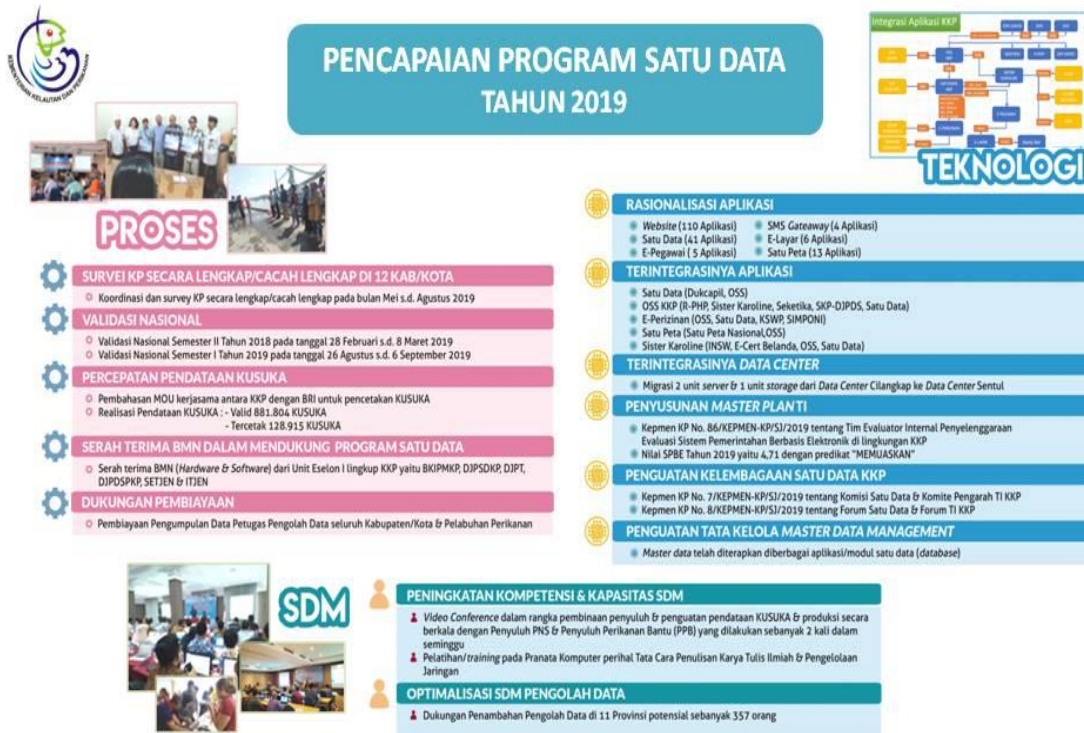 KEMENTERIAN KELAUTAN DAN PERIKANAN
PENCAPAIAN PROGRAM SATU DATA
TAHUN 2019
Integrasi Aplikasi KKP
PROSES
SURVEI KP SECARA LENGKAP/CACAH LENGKAP DI 12 KAB/KOTA
Koordinasi dan survey KP secara lengkap/cacah lengkap pada bulan Mei s.d. Agustus 2019
VALIDASI NASIONAL
Validasi Nasional Semester II Tahun 2018 pada tanggal 28 Februari s.d. 8 Maret 2019
Validasi Nasional Semester I Tahun 2019 pada tanggal 26 Agustus s.d. 6 September 2019
PERCEPATAN PENDATAAN KUSUKA
Pembahasan MOU kerjasama antara KKP dengan BRI untuk pencetakan KUSUKA
Realisasi Pendataan KUSUKA : - Valid 881.804 KUSUKA
- Tercetak 128.915 KUSUKA
SERAH TERIMA BMN DALAM MENDUKUNG PROGRAM SATU DATA
Serah terima BMN (Hardware & Software) dari Unit Eselon I lingkup KKP yaitu BKIPMKP, DJPSDKP, DJPT,
DJPDSPKP, SETJEN & ITJEN
DUKUNGAN PEMBIAYAAN
Pembiayaan Pengumpulan Data Petugas Pengolah Data seluruh Kabupaten/Kota & Pelabuhan Perikanan
TEKNOLOGI
RASIONALISASI APLIKASI
Website (110 Aplikasi)
Satu Data (41 Aplikasi)
E-Pegawai ( 5 Aplikasi)
SMS Gateaway (4 Aplikasi)
E-Layar (6 Aplikasi)
Satu Peta (13 Aplikasi)
TERINTEGRASINYA APLIKASI
Satu Data (Dukcapil, OSS)
OSS KKP (R-PHP, Sister Karoline, Seketika, SKP-DJPDS, Satu Data)
E-Perizinan (OSS, Satu Data, KSWP, SIMPONI)
Satu Peta (Satu Peta Nasional,OSS)
Sister Karoline (INSW, E-Cert Belanda, OSS, Satu Data)
TERINTEGRASINYA DATA CENTER
Migrasi 2 unit server & 1 unit storage dari Data Center Cilangkap ke Data Center Sentul
PENYUSUNAN MASTER PLAN TI
Kepmen KP No. 86/KEPMEN-KP/SJ/2019 tentang Tim Evaluator Internal Penyelenggaraan
Evaluasi Sistem Pemerintahan Berbasis Elektronik di lingkungan KKP
Nilai SPBE Tahun 2019 yaitu 4,71 dengan predikat "MEMUASKAN"
PENGUATAN KELEMBAGAAN SATU DATA KKP
Kepmen KP No. 7/KEPMEN-KP/SJ/2019 tentang Komisi Satu Data & Komite Pengarah TI KKP
Kepmen KP No. 8/KEPMEN-KP/SJ/2019 tentang Forum Satu Data & Forum TI KKP
PENGUATAN TATA KELOLA MASTER DATA MANAGEMENT
Master data telah diterapkan diberbagai aplikasi/modul satu data (database)
SDM
PENINGKATAN KOMPETENSI & KAPASITAS SDM
Video Conference dalam rangka pembinaan penyuluh & penguatan pendataan KUSUKA & produksi secara
berkala dengan Penyuluh PNS & Penyuluh Perikanan Bantu (PPB) yang dilakukan sebanyak 2 kali dalam
seminggu
Pelatihan/training pada Pranata Komputer perihal Tata Cara Penulisan Karya Tulis Ilmiah & Pengelolaan
Jaringan
OPTIMALISASI SDM PENGOLAH DATA
Dukungan Penambahan Pengolah Data di 11 Provinsi potensial sebanyak 357 orang